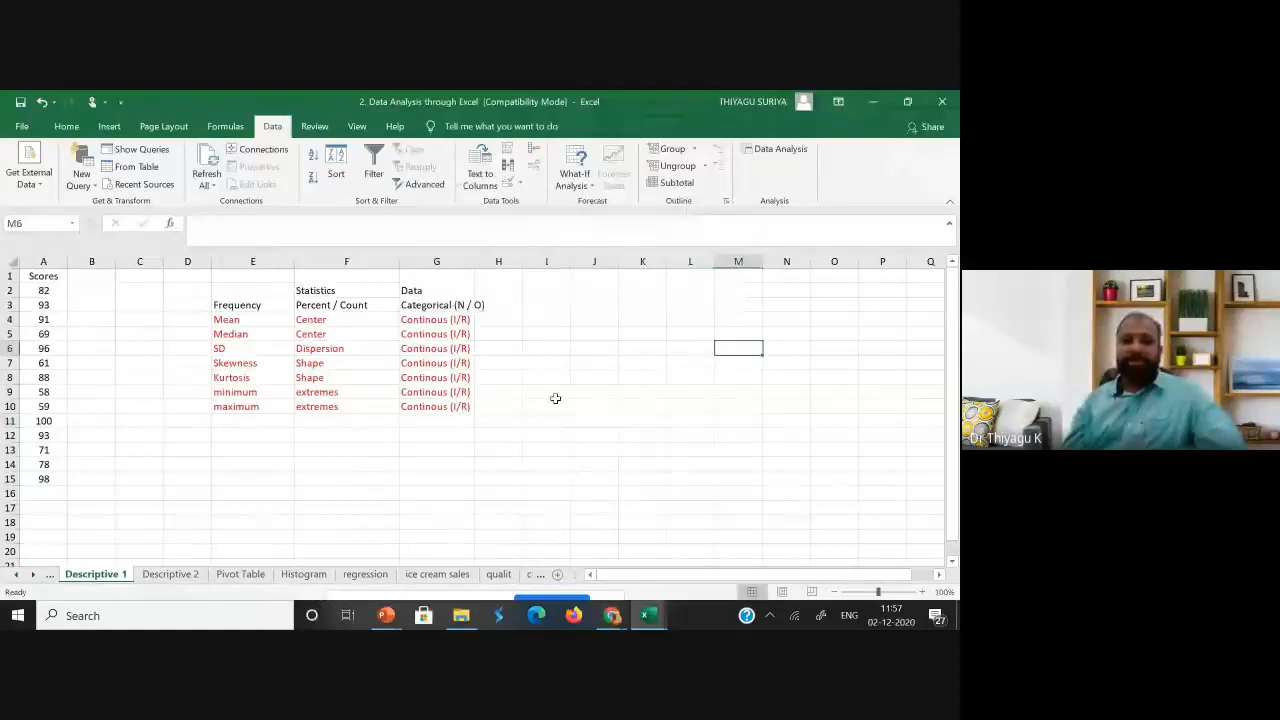 2. Data Analysis through Excel [Compatibility Mode] - Excel
THIYAGU SURIYA
File Home Insert Page Layout Formulas Data Review View Help Tell me what you want to do Share
Get External Data
New Query
Show Queries
From Table
Recent Sources
Get & Transform
Refresh All
Connections
Properties
Edit Links
Connections
Sort
Filter
Clear
Reapply
Advanced
Sort & Filter
Text to Columns
Data Tools
What-If Analysis
Forecast
Group
Ungroup
Subtotal
Outline
Data Analysis
Analysis
M6 fx
A B C D E F G H I J K L M N O P Q
1 Scores
2 82 Statistics Data
3 93 Frequency Percent / Count Categorical (N / O)
4 91 Mean Center Continous (I/R)
5 69 Median Center Continous (I/R)
6 96 SD Dispersion Continous (I/R)
7 61 Skewness Shape Continous (I/R)
8 88 Kurtosis Shape Continous (I/R)
9 58 minimum extremes Continous (I/R)
10 59 maximum extremes Continous (I/R)
11 100
12 93
13 71
14 78
15 98
16
17
18
19
20
... Descriptive 1 Descriptive 2 Pivot Table Histogram regression ice cream sales qualit ...
Ready 100%
Search ENG 11:57
02-12-2020 27
Dr Thiyagu K